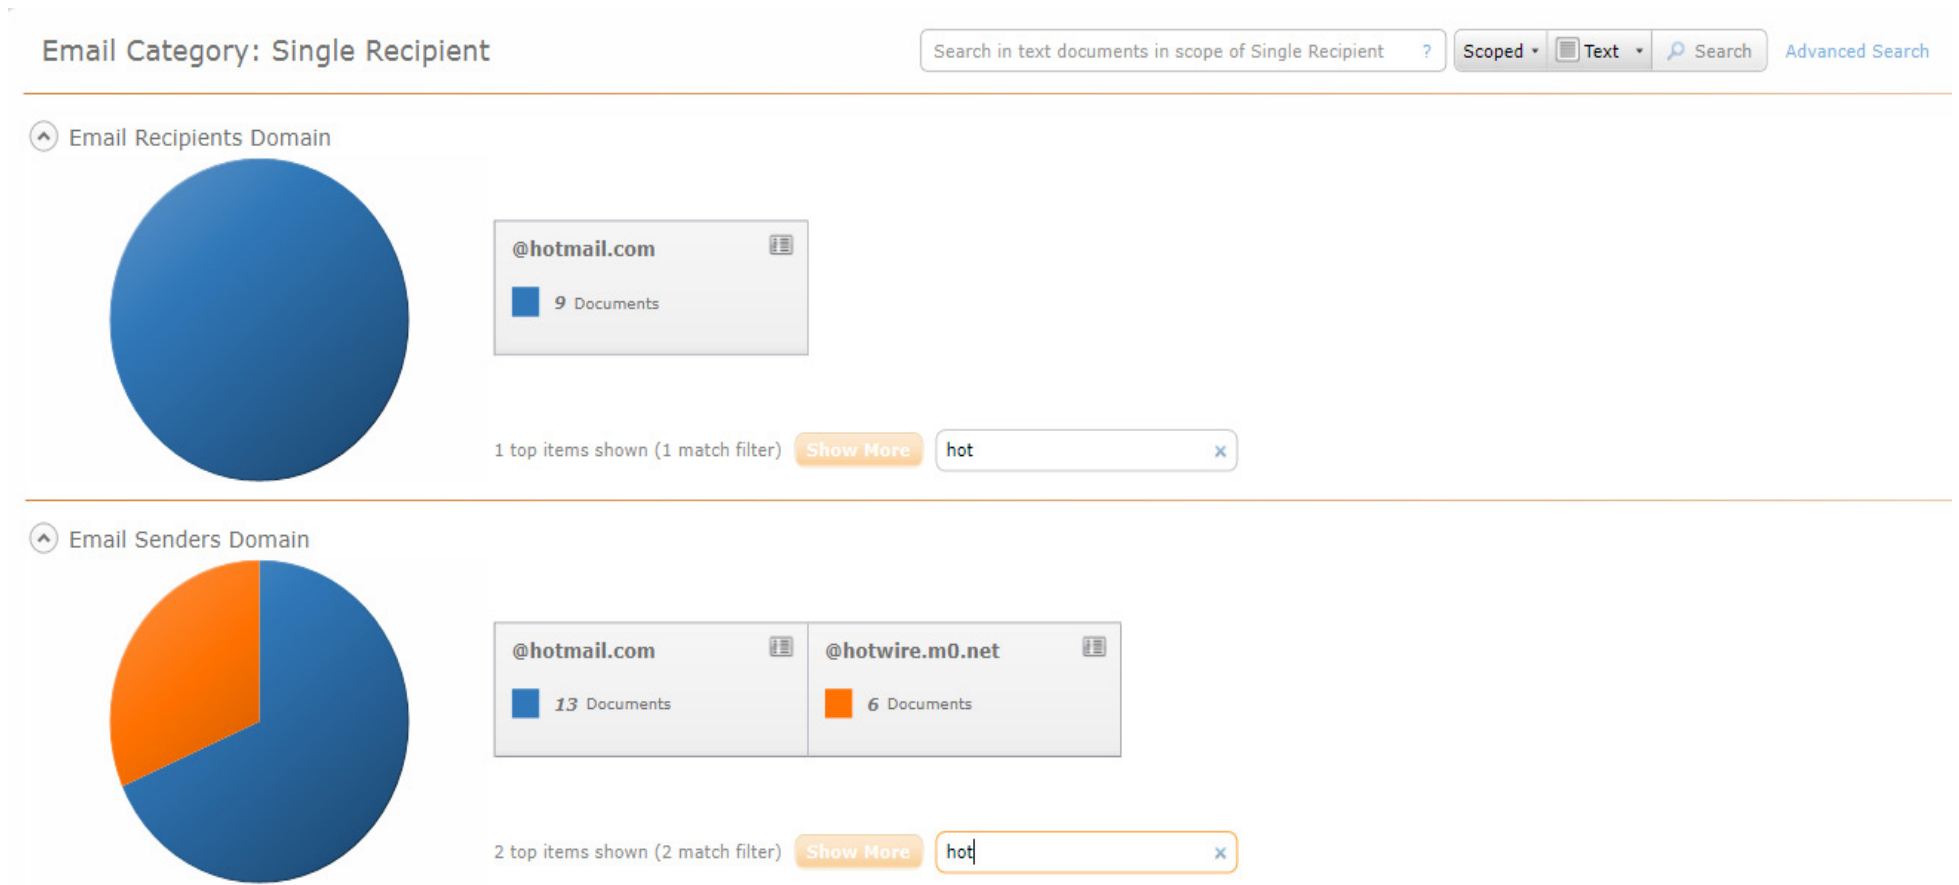 Email Category: Single Recipient
Search in text documents in scope of Single Recipient ? Scoped Text Search Advanced Search
Email Recipients Domain
@hotmail.com
9 Documents
1 top items shown (1 match filter) Show More hot x
Email Senders Domain
@hotmail.com @hotwire.m0.net
13 Documents 6 Documents
2 top items shown (2 match filter) Show More hot x